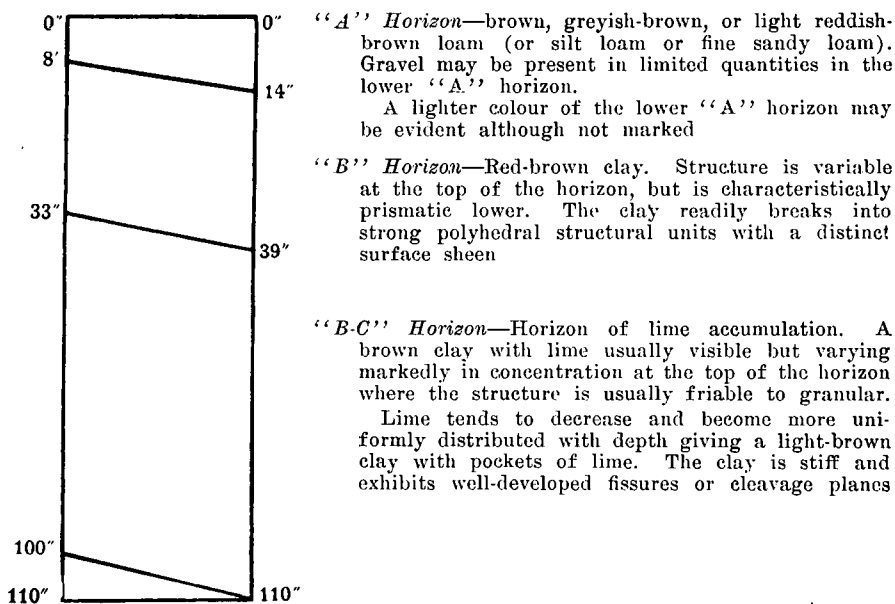 0″ 0″
8′
14″
33″
39″
100″
110″ 110″
‘‘A’’ Horizon—brown, greyish-brown, or light reddish-
brown loam (or silt loam or fine sandy loam).
Gravel may be present in limited quantities in the
lower ‘‘A’’ horizon.
A lighter colour of the lower ‘‘A’’ horizon may
be evident although not marked
‘‘B’’ Horizon—Red-brown clay. Structure is variable
at the top of the horizon, but is characteristically
prismatic lower. The clay readily breaks into
strong polyhedral structural units with a distinct
surface sheen
‘‘B-C’’ Horizon—Horizon of lime accumulation. A
brown clay with lime usually visible but varying
markedly in concentration at the top of the horizon
where the structure is usually friable to granular.
Lime tends to decrease and become more uni-
formly distributed with depth giving a light-brown
clay with pockets of lime. The clay is stiff and
exhibits well-developed fissures or cleavage planes